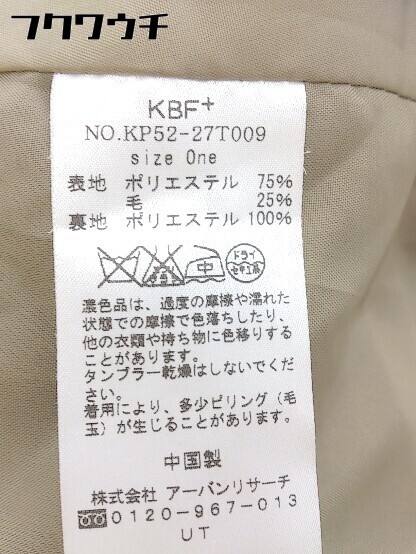 フクワウチ
KBF+
NO.KP52-27T009
size One
表地 ポリエステル 75%
毛 25%
裏地 ポリエステル 100%
中 ドライ セキユ系
濃色品は、過度の摩擦や濡れた
状態での摩擦で色落ちしたり、
他の衣類や持ち物に色移りする
ことがあります。
タンブラー乾燥はしないでくだ
さい。
着用により、多少ピリング(毛
玉)が生じることがあります。
中国製
株式会社 アーバンリサーチ
0120-967-013
UT